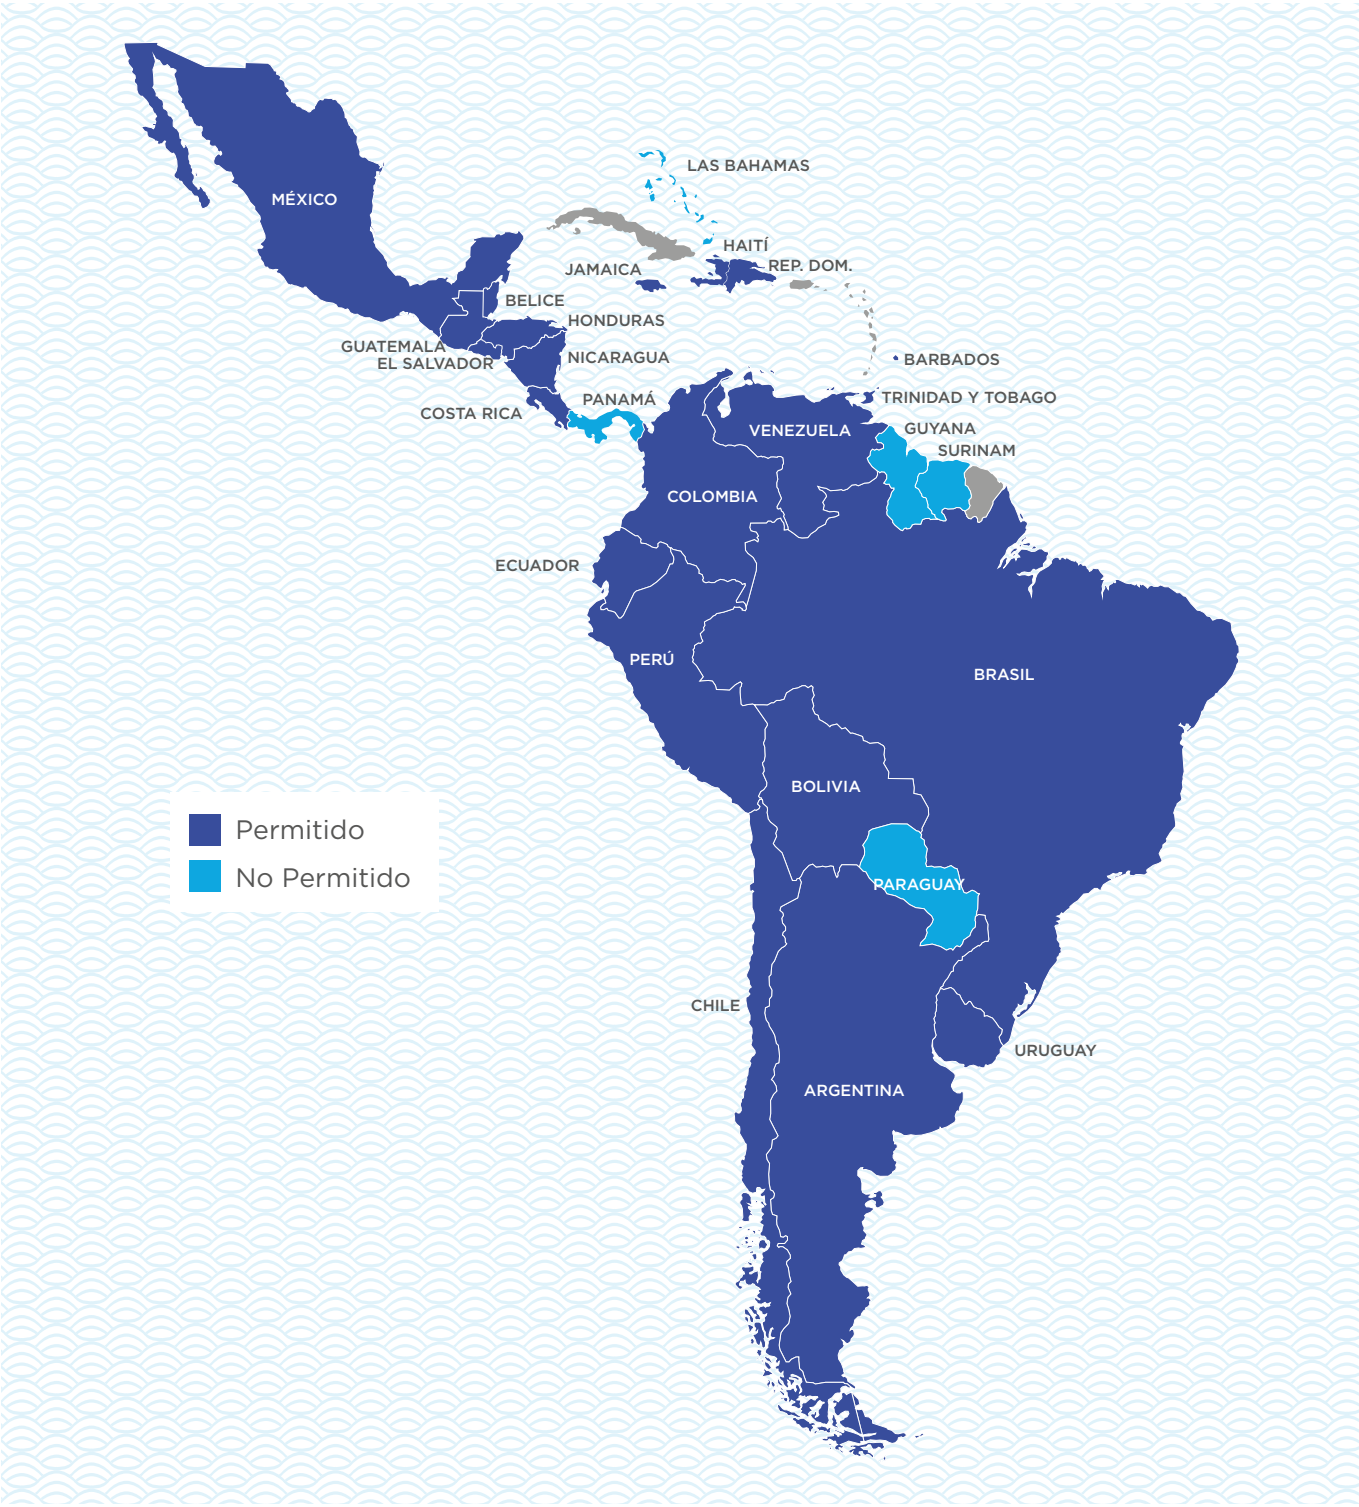 LAS BAHAMAS
MÉXICO
HAITÍ
REP. DOM.
JAMAICA
BELICE
HONDURAS
GUATEMALA
NICARAGUA
EL SALVADOR
BARBADOS
TRINIDAD Y TOBAGO
PANAMÁ
COSTA RICA
GUYANA
VENEZUELA
SURINAM
COLOMBIA
ECUADOR
PERÚ
BRASIL
BOLIVIA
Permitido
No Permitido
PARAGUAY
CHILE
URUGUAY
ARGENTINA